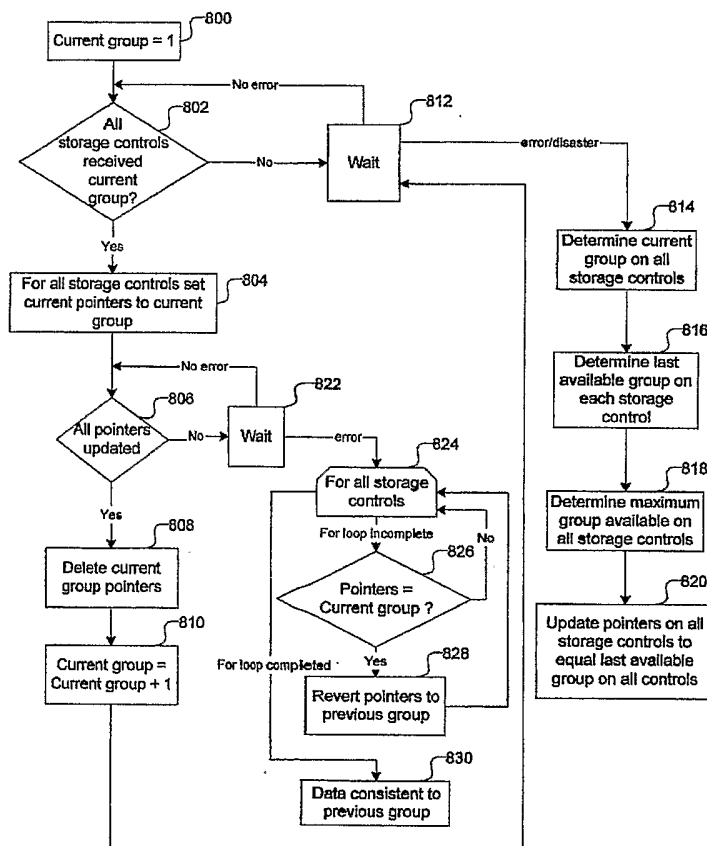 800
Current group = 1
No error
802
812
All
storage controls
received
current
group?
No
Wait
error/disaster
814
Determine current
group on all
storage controls
Yes
804
For all storage controls set
current pointers to current
group
816
Determine last
available group on
each storage
control
No error
806
822
All pointers
updated
No
Wait
error
824
For all storage
controls
818
Determine maximum
group available on
all storage controls
Yes
For loop incomplete
No
808
826
Delete current
group pointers
Pointers =
Current group ?
820
Update pointers on all
storage controls to
equal last available
group on all controls
810
Current group =
Current group + 1
For loop completed
Yes
828
Revert pointers to
previous group
830
Data consistent to
previous group